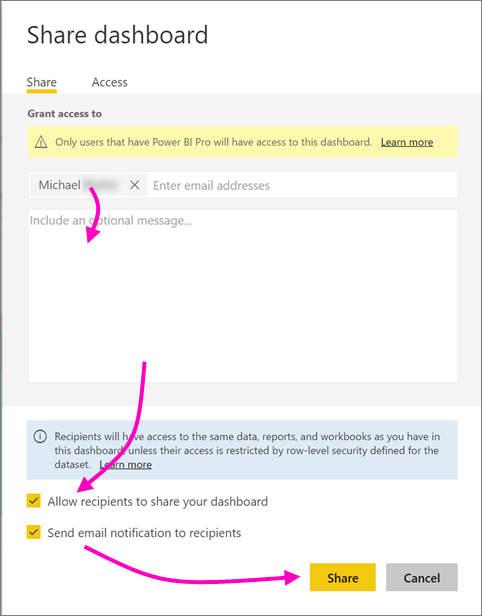 Share dashboard
Share Access
Grant access to
Only users that have Power BI Pro will have access to this dashboard. Learn more
Michael Enter email addresses
Include an optional message...
Recipients will have access to the same data, reports, and workbooks as you have in
this dashboard, unless their access is restricted by row-level security defined for the
dataset. Learn more
Allow recipients to share your dashboard
Send email notification to recipients
Share Cancel